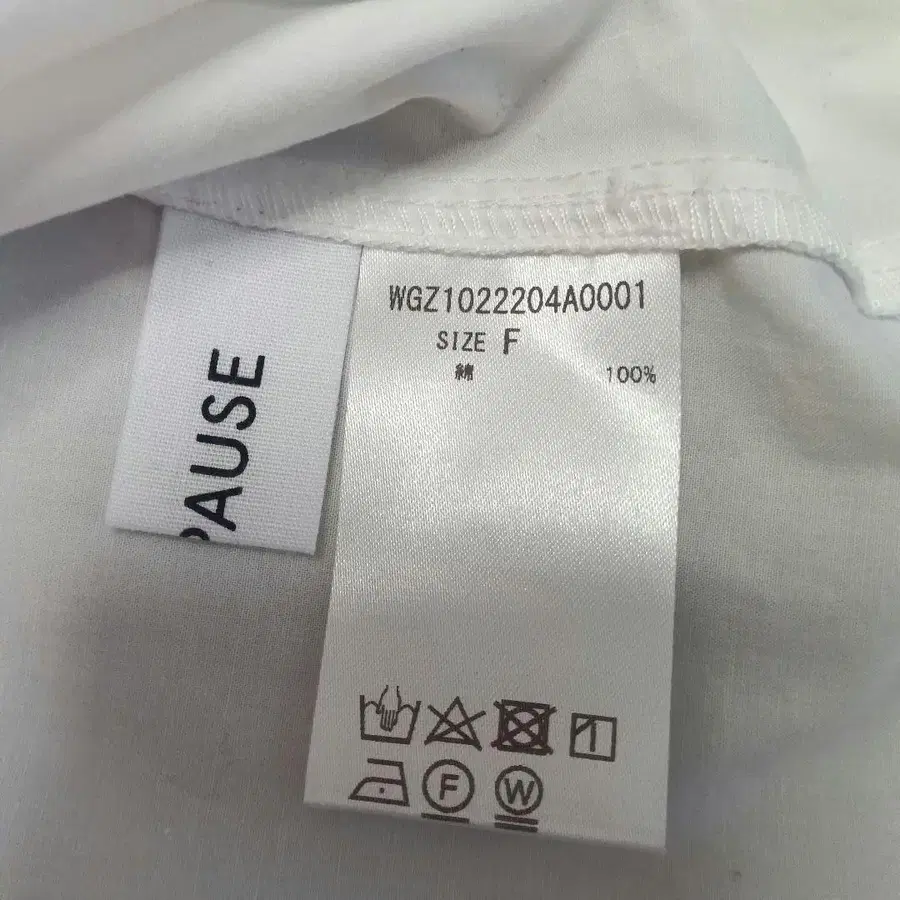 PAUSE
WGZ1022204A0001
SIZE F
綿 100%
F
W